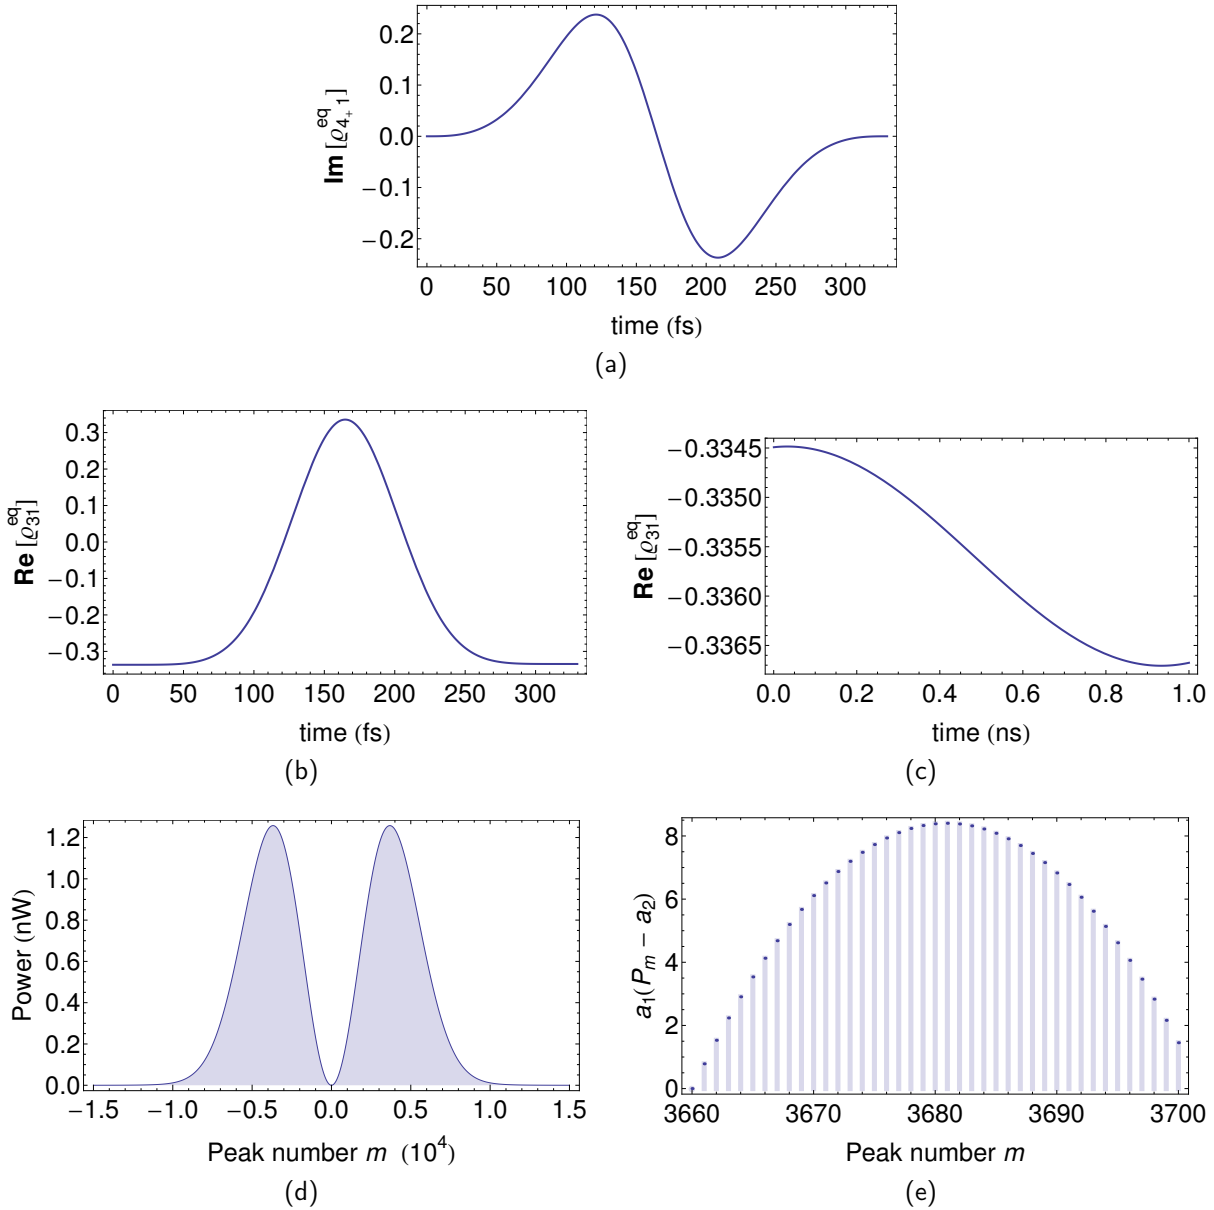 Im [ϱ^eq_{4+ 1}]
0.2
0.1
0.0
−0.1
−0.2
0 50 100 150 200 250 300
time (fs)
(a)
Re [ϱ^eq_{31}]
0.3
0.2
0.1
0.0
−0.1
−0.2
−0.3
0 50 100 150 200 250 300
time (fs)
(b)
Re [ϱ^eq_{31}]
−0.3345
−0.3350
−0.3355
−0.3360
−0.3365
0.0 0.2 0.4 0.6 0.8 1.0
time (ns)
(c)
Power (nW)
1.2
1.0
0.8
0.6
0.4
0.2
0.0
−1.5 −1.0 −0.5 0.0 0.5 1.0 1.5
Peak number m (10^4)
(d)
a_1(P_m − a_2)
8
6
4
2
0
3660 3670 3680 3690 3700
Peak number m
(e)